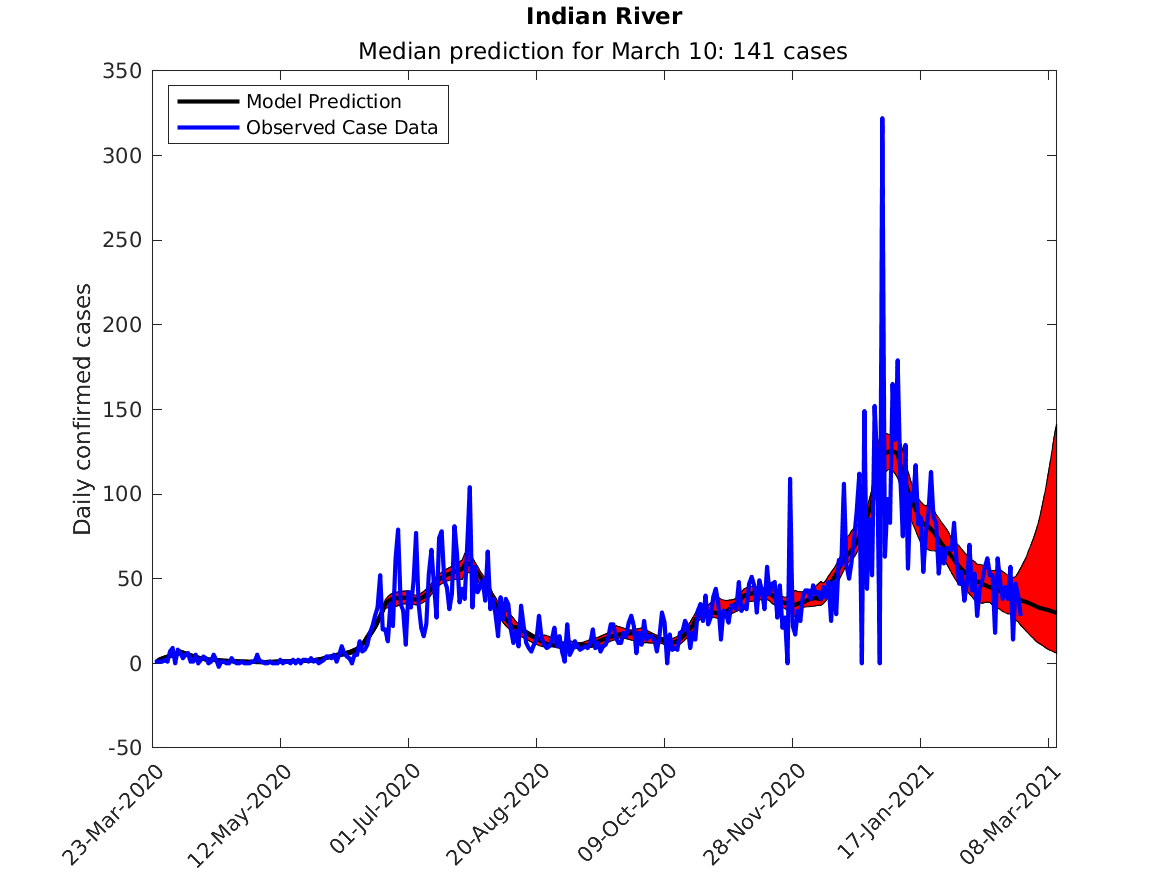 Indian River
Median prediction for March 10: 141 cases
Model Prediction
Observed Case Data
Daily confirmed cases
350
300
250
200
150
100
50
0
-50
23-Mar-2020
12-May-2020
01-Jul-2020
20-Aug-2020
09-Oct-2020
28-Nov-2020
17-Jan-2021
08-Mar-2021